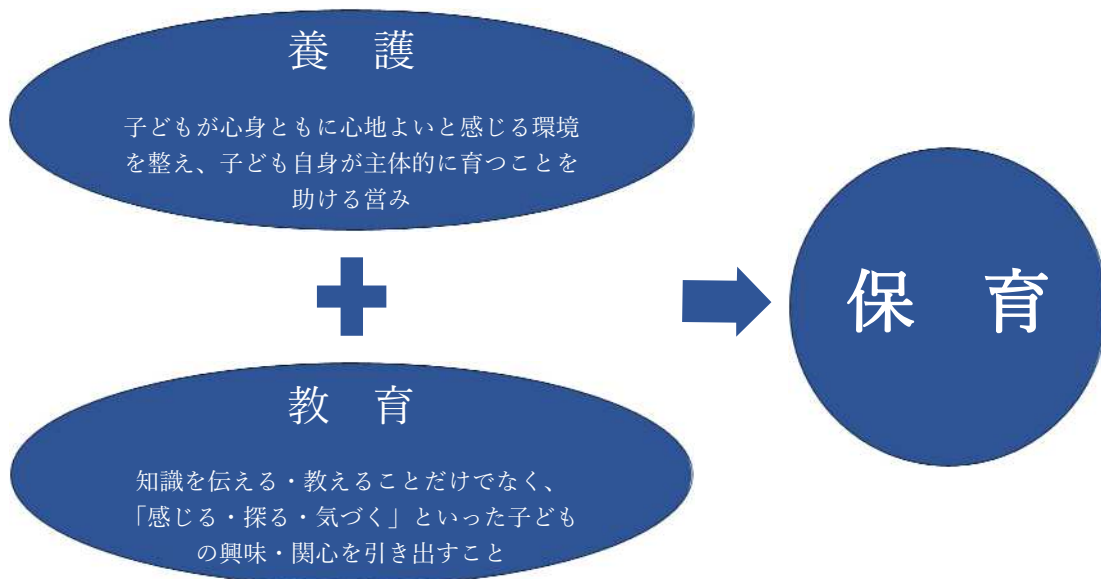 養　護
子どもが心身ともに心地よいと感じる環境
を整え、子ども自身が主体的に育つことを
助ける営み
保　育
教　育
知識を伝える・教えることだけでなく、
「感じる・探る・気づく」といった子ども
の興味・関心を引き出すこと